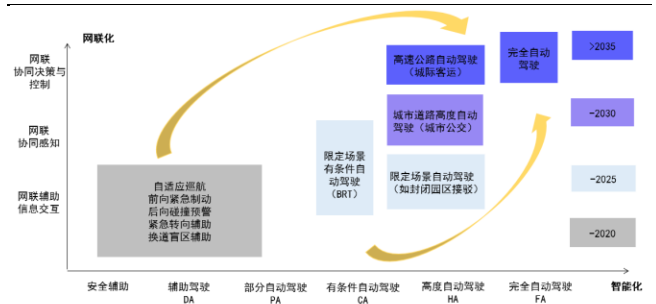 网联化
网联
协同决策与
控制
网联
协同感知
网联辅助
信息交互
自适应巡航
前向紧急制动
后向碰撞预警
紧急转向辅助
换道盲区辅助
限定场景
有条件自
动驾驶
(BRT)
高速公路自动驾驶
(城际客运)
城市道路高度自动
驾驶(城市公交)
限定场景自动驾驶
(如封闭园区接驳)
完全自动
驾驶
>2035
-2030
-2025
-2020
安全辅助
辅助驾驶
DA
部分自动驾驶
PA
有条件自动驾驶
CA
高度自动驾驶
HA
完全自动驾驶
FA
智能化